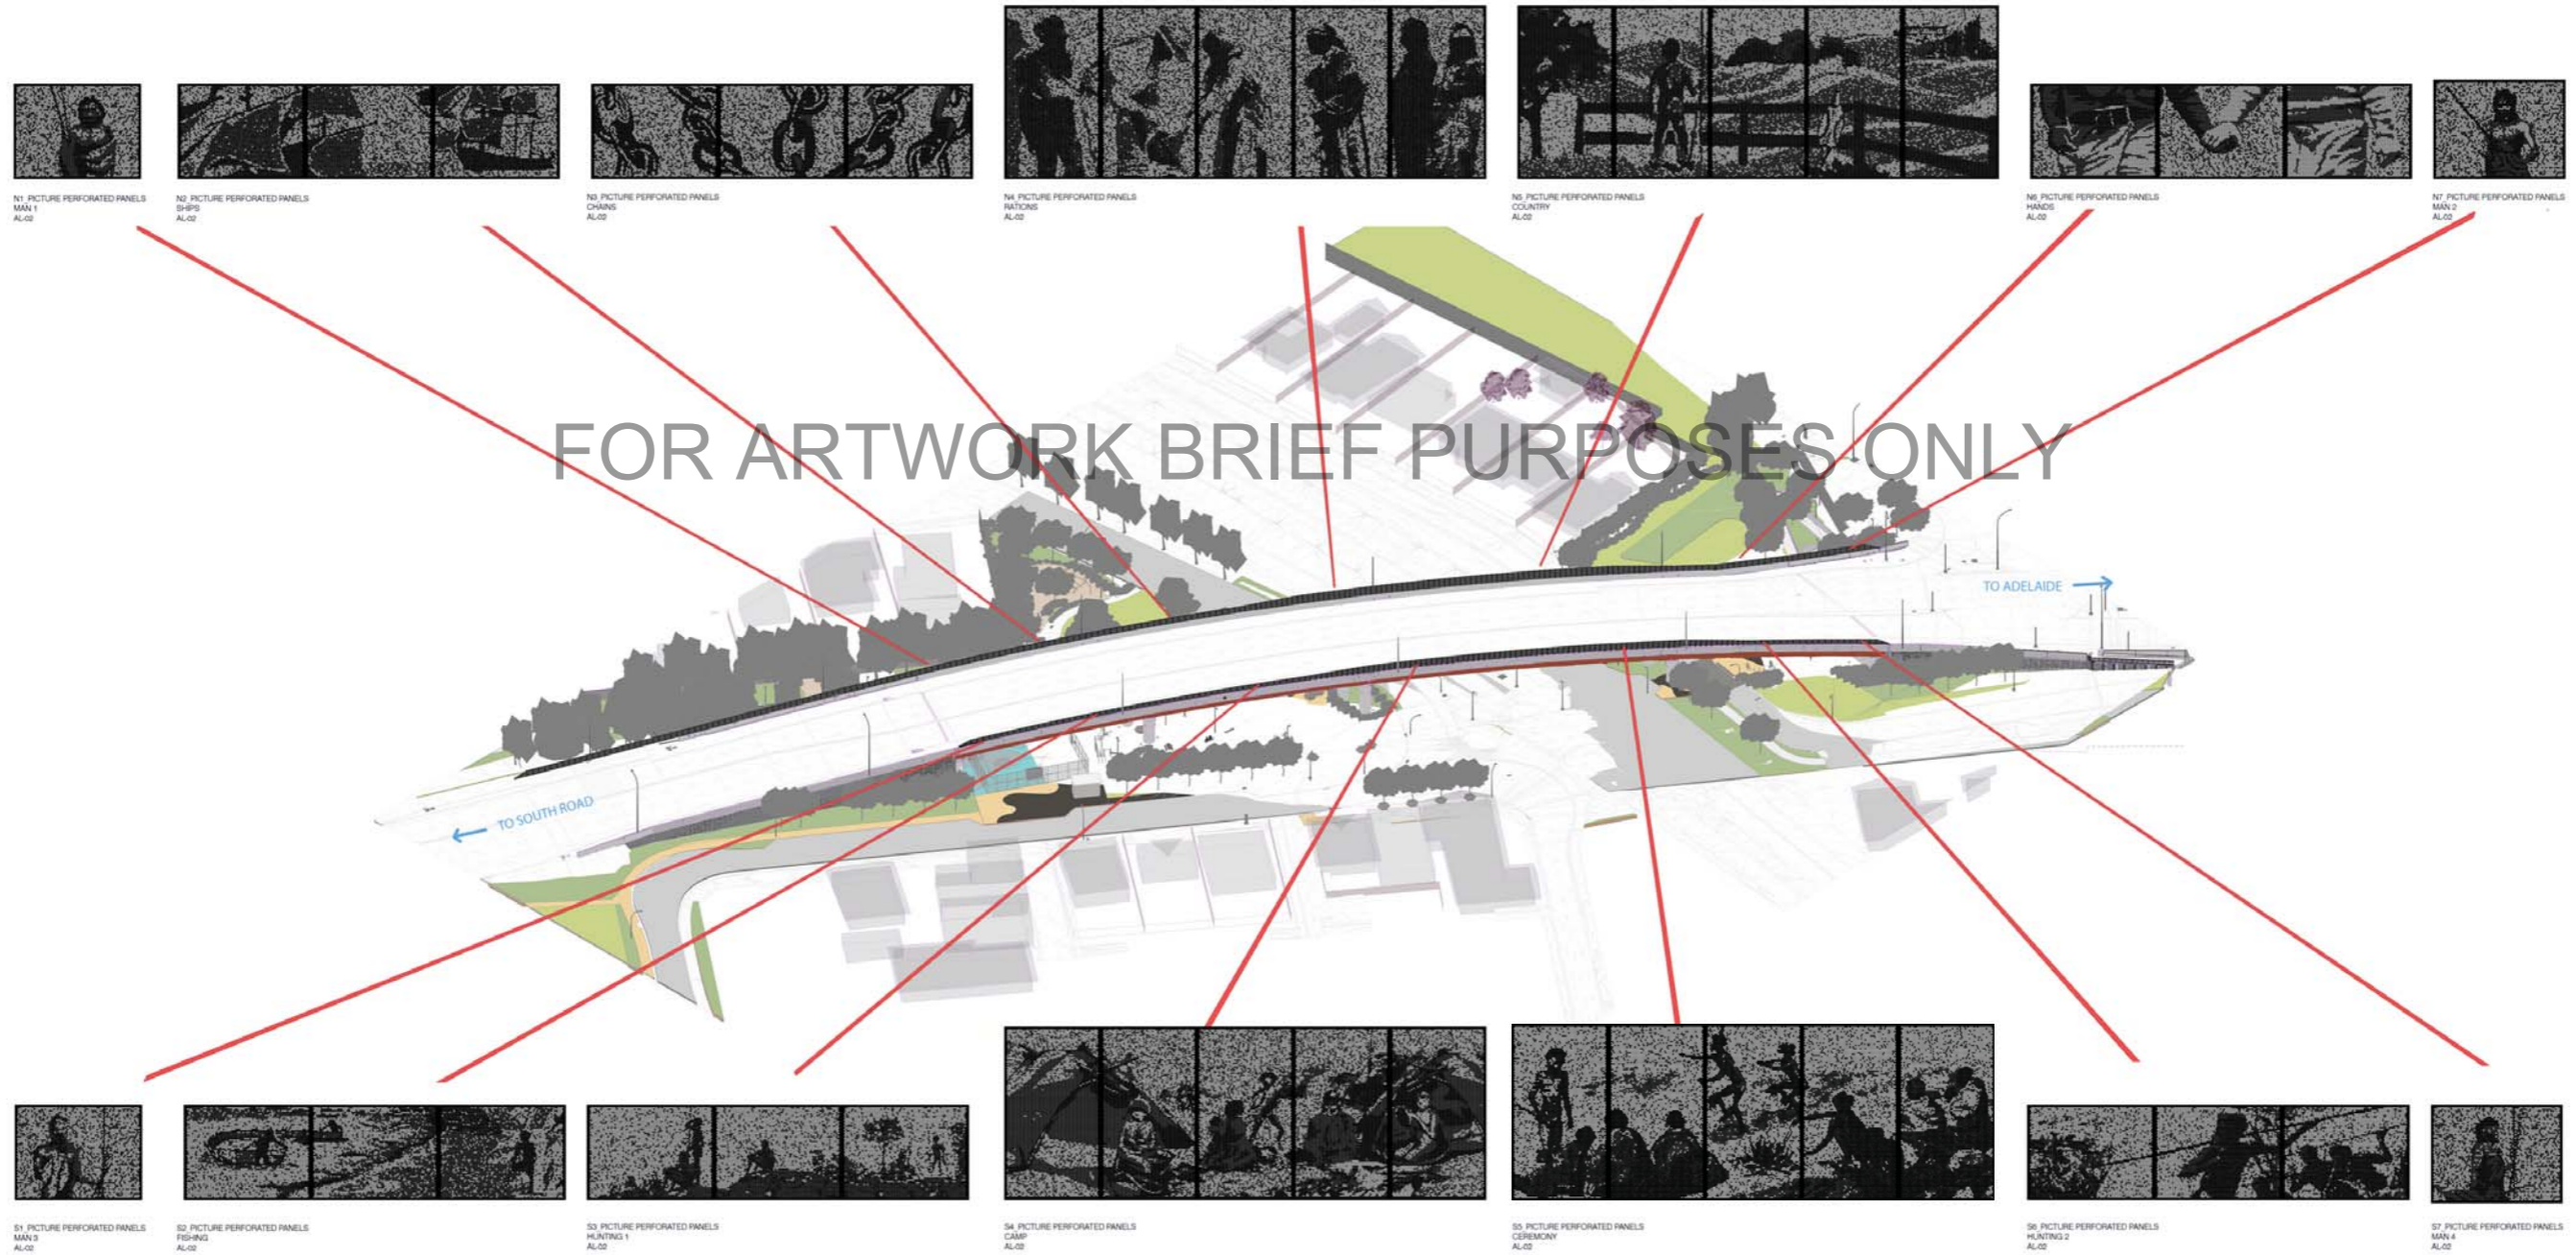 N1_PICTURE PERFORATED PANELS
MAN 1
AL-02
N2_PICTURE PERFORATED PANELS
SHIPS
AL-02
N3_PICTURE PERFORATED PANELS
CHAINS
AL-02
N4_PICTURE PERFORATED PANELS
RATIONS
AL-02
N5_PICTURE PERFORATED PANELS
COUNTRY
AL-02
N6_PICTURE PERFORATED PANELS
HANDS
AL-02
N7_PICTURE PERFORATED PANELS
MAN 2
AL-02
FOR ARTWORK BRIEF PURPOSES ONLY
TO ADELAIDE
TO SOUTH ROAD
S1_PICTURE PERFORATED PANELS
MAN 3
AL-02
S2_PICTURE PERFORATED PANELS
FISHING
AL-02
S3_PICTURE PERFORATED PANELS
HUNTING 1
AL-02
S4_PICTURE PERFORATED PANELS
CAMP
AL-02
S5_PICTURE PERFORATED PANELS
CEREMONY
AL-02
S6_PICTURE PERFORATED PANELS
HUNTING 2
AL-02
S7_PICTURE PERFORATED PANELS
MAN 4
AL-02